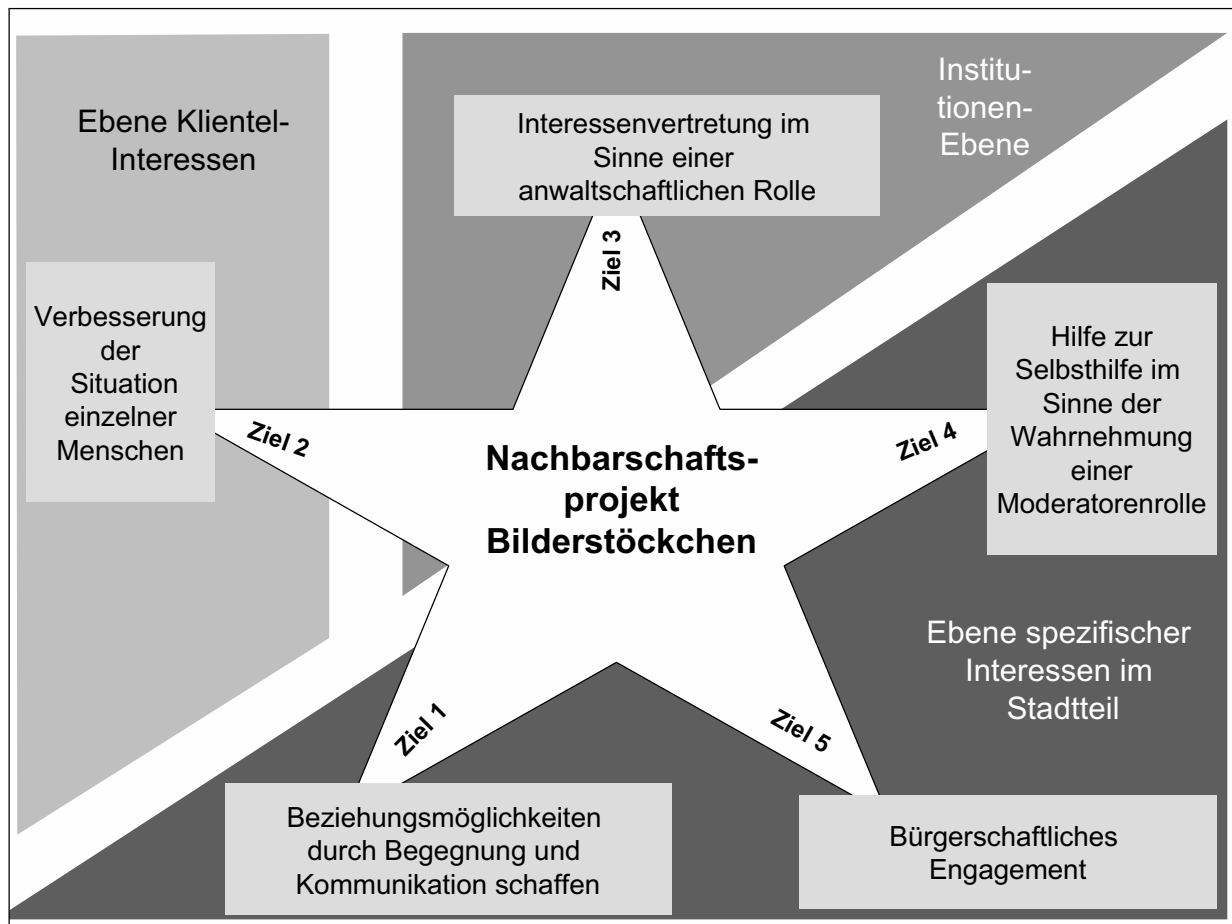 Ebene Klientel-
Interessen
Institu-
tionen-
Ebene
Interessenvertretung im
Sinne einer
anwaltschaftlichen Rolle
Ziel 3
Verbesserung
der
Situation
einzelner
Menschen
Ziel 2
Nachbarschafts-
projekt
Bilderstöckchen
Ziel 4
Hilfe zur
Selbsthilfe im
Sinne der
Wahrnehmung
einer
Moderatorenrolle
Ebene spezifischer
Interessen im
Stadtteil
Ziel 1
Ziel 5
Beziehungsmöglichkeiten
durch Begegnung und
Kommunikation schaffen
Bürgerschaftliches
Engagement